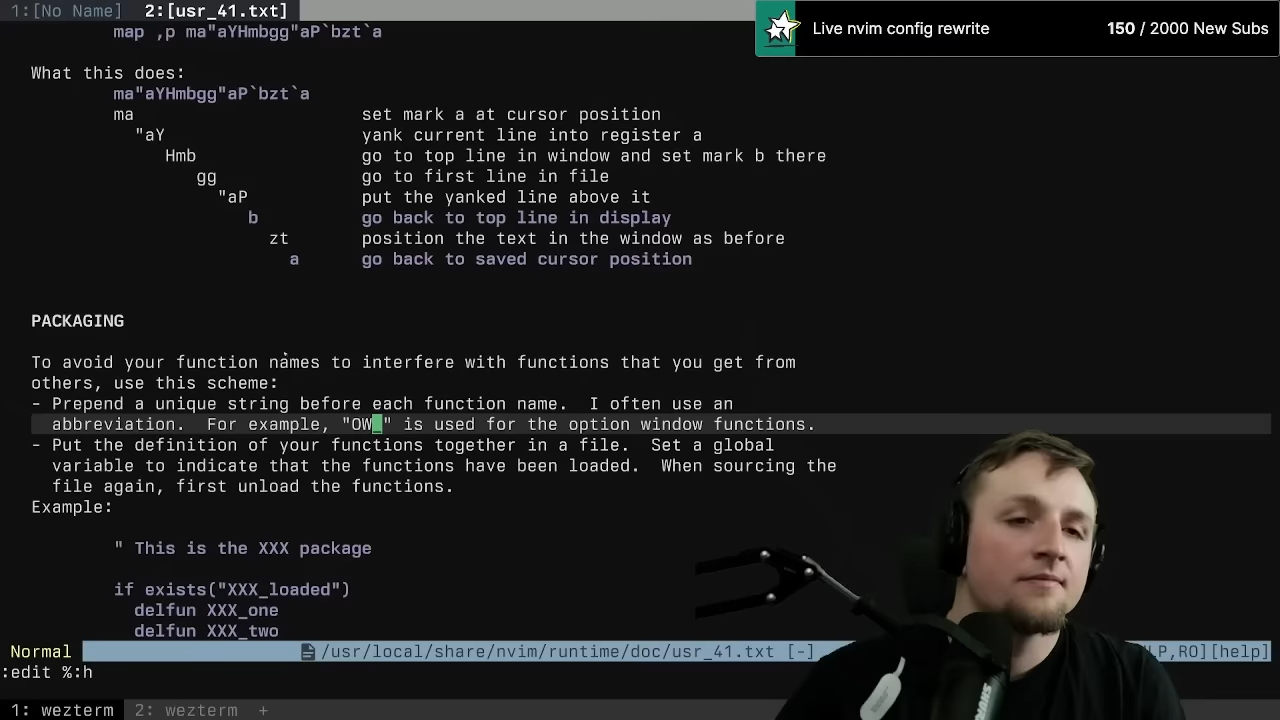 1:[No Name]  2:[usr_41.txt]
Live nvim config rewrite 150 / 2000 New Subs
map ,p ma"aYHmbgg"aP`bzt`a
What this does:
ma"aYHmbgg"aP`bzt`a
ma set mark a at cursor position
"aY yank current line into register a
Hmb go to top line in window and set mark b there
gg go to first line in file
"aP put the yanked line above it
b go back to top line in display
zt position the text in the window as before
a go back to saved cursor position
PACKAGING
To avoid your function names to interfere with functions that you get from
others, use this scheme:
- Prepend a unique string before each function name.  I often use an
abbreviation.  For example, "OW_" is used for the option window functions.
- Put the definition of your functions together in a file.  Set a global
variable to indicate that the functions have been loaded.  When sourcing the
file again, first unload the functions.
Example:
" This is the XXX package
if exists("XXX_loaded")
delfun XXX_one
delfun XXX_two
Normal /usr/local/share/nvim/runtime/doc/usr_41.txt [-] LP,RO][help]
:edit %:h
1: wezterm 2: wezterm +